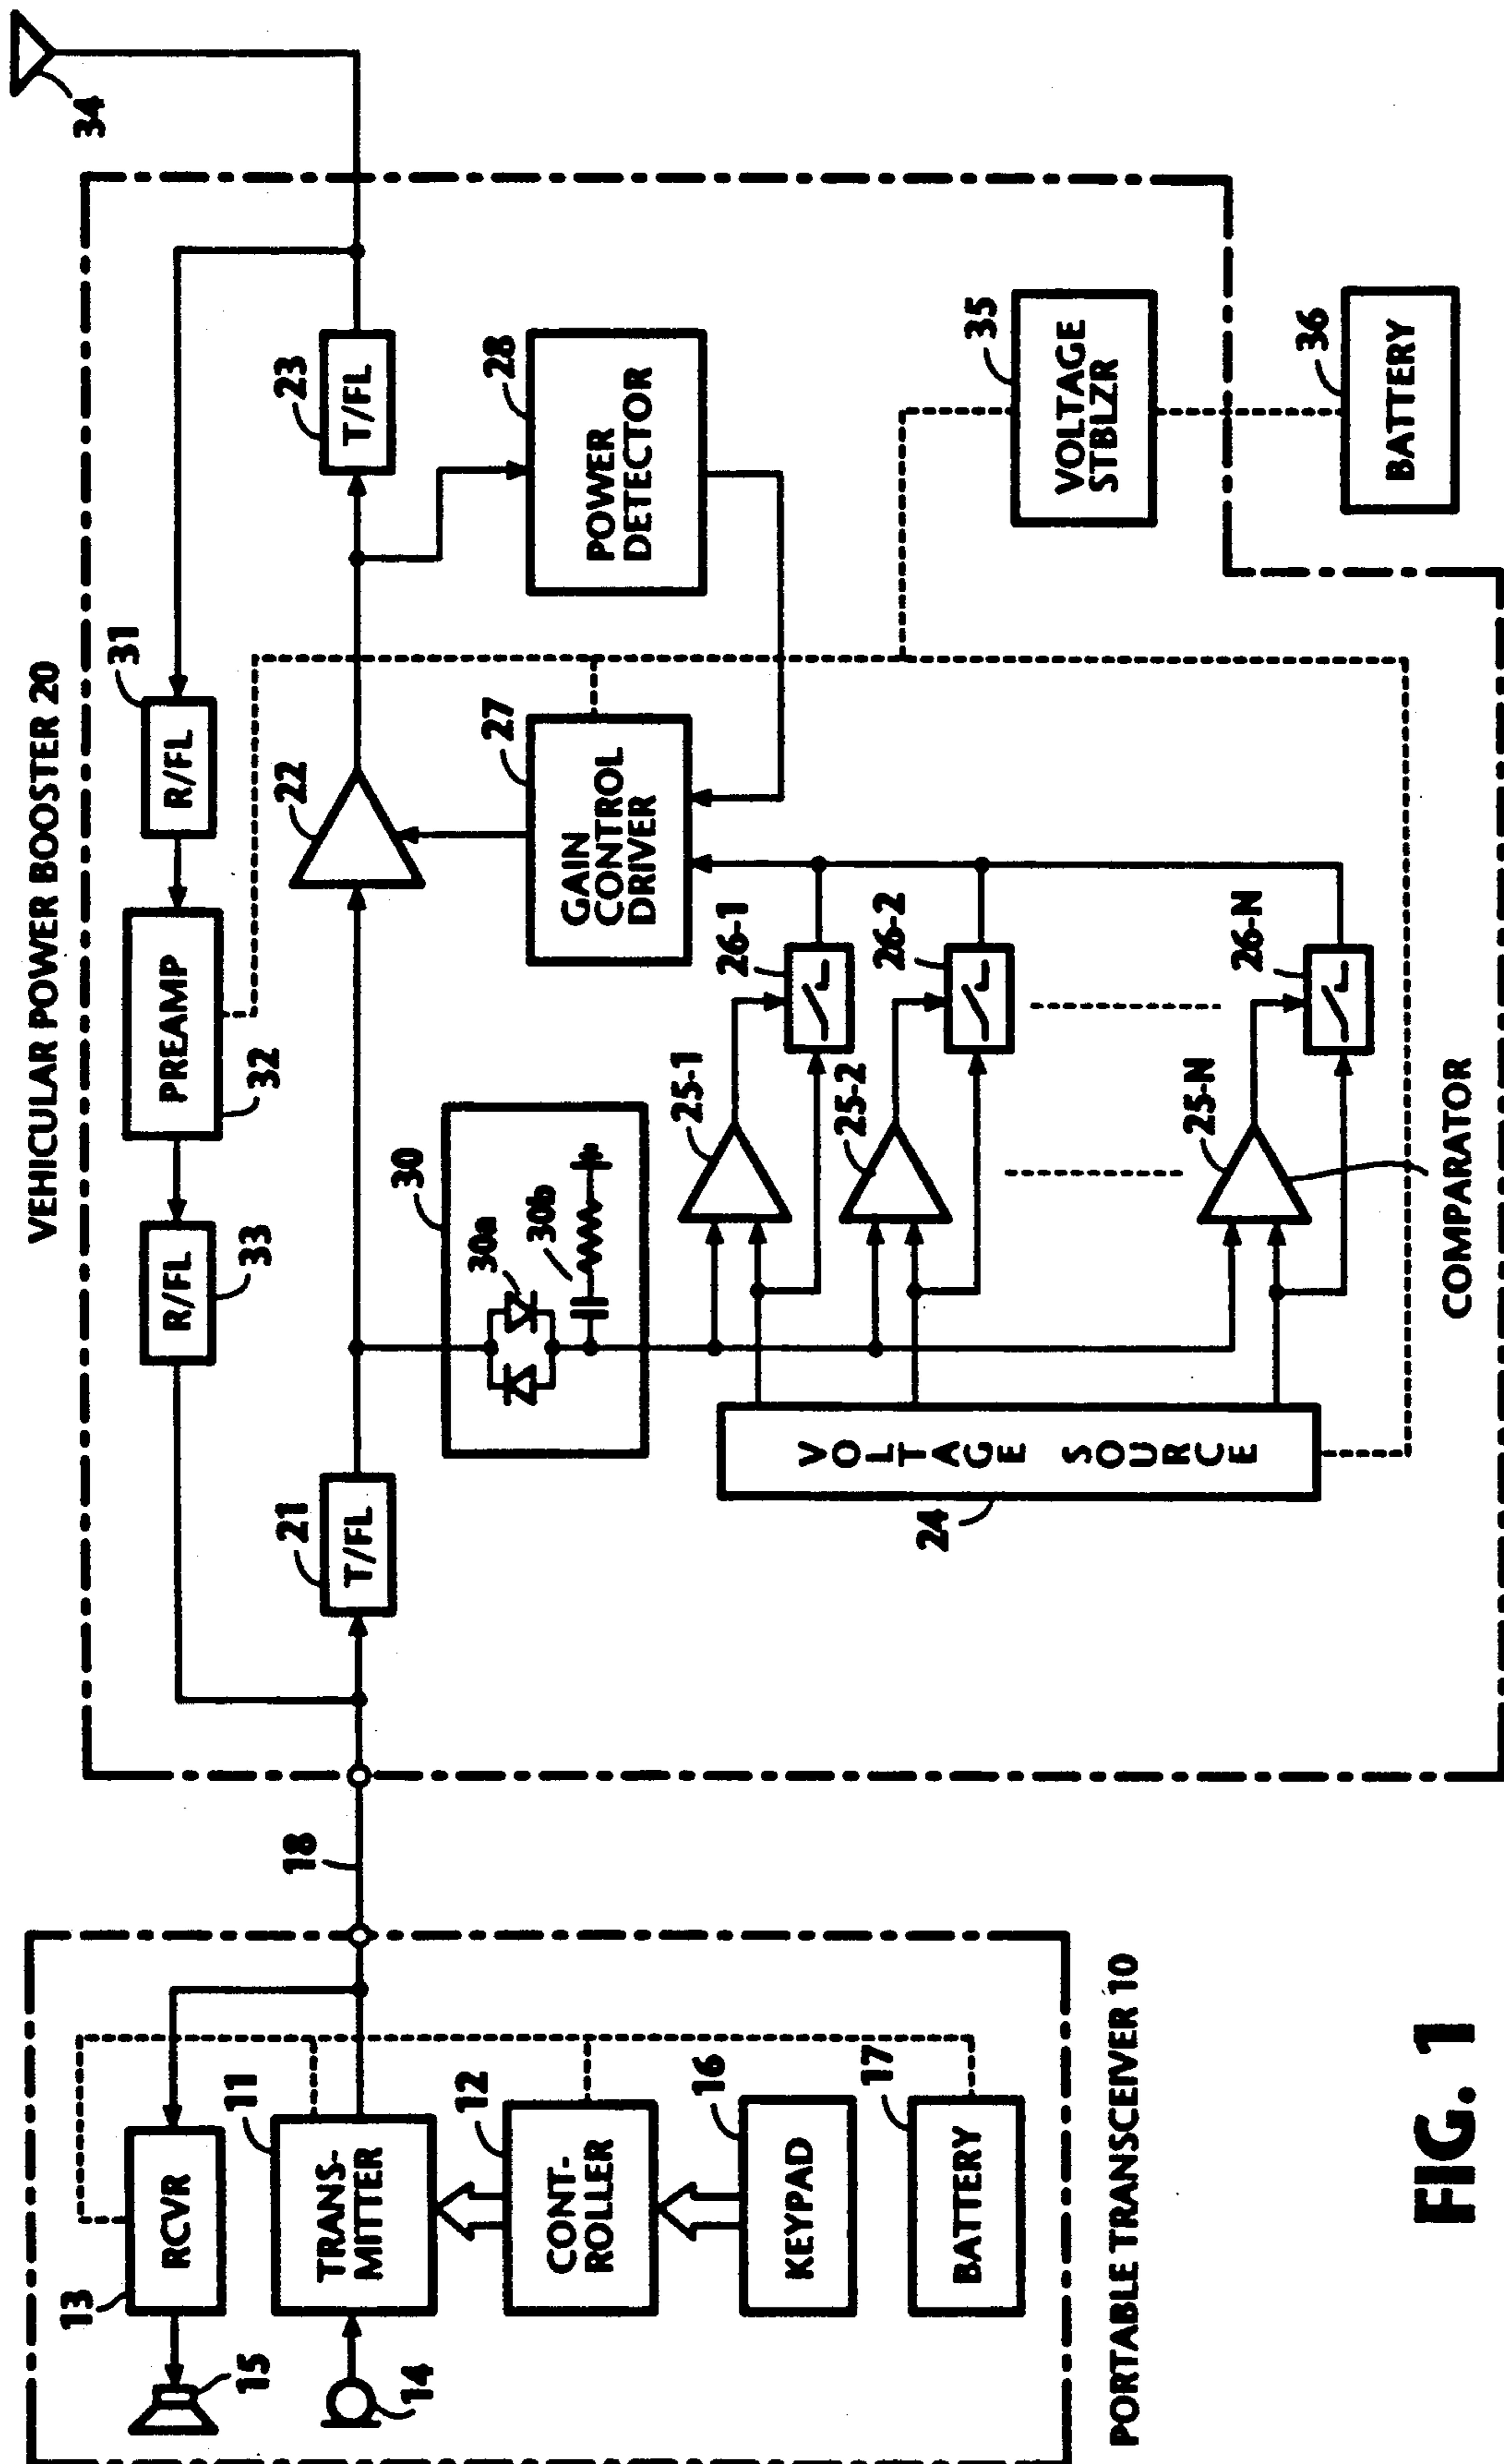 VEHICULAR POWER BOOSTER 20
34
31
R/FL
PREAMP
32
R/FL
33
21
T/FL
22
23
T/FL
28
POWER
DETECTOR
27
GAIN
CONTROL
DRIVER
30
30a
30b
25-1
26-1
25-2
26-2
25-N
26-N
VOLTAGE SOURCE
24
COMPARATOR
35
VOLTAGE
STBLZR
36
BATTERY
18
13
RCVR
15
11
TRANS-
MITTER
14
12
CONT-
ROLLER
16
KEYPAD
17
BATTERY
PORTABLE TRANSCEIVER 10
FIG. 1